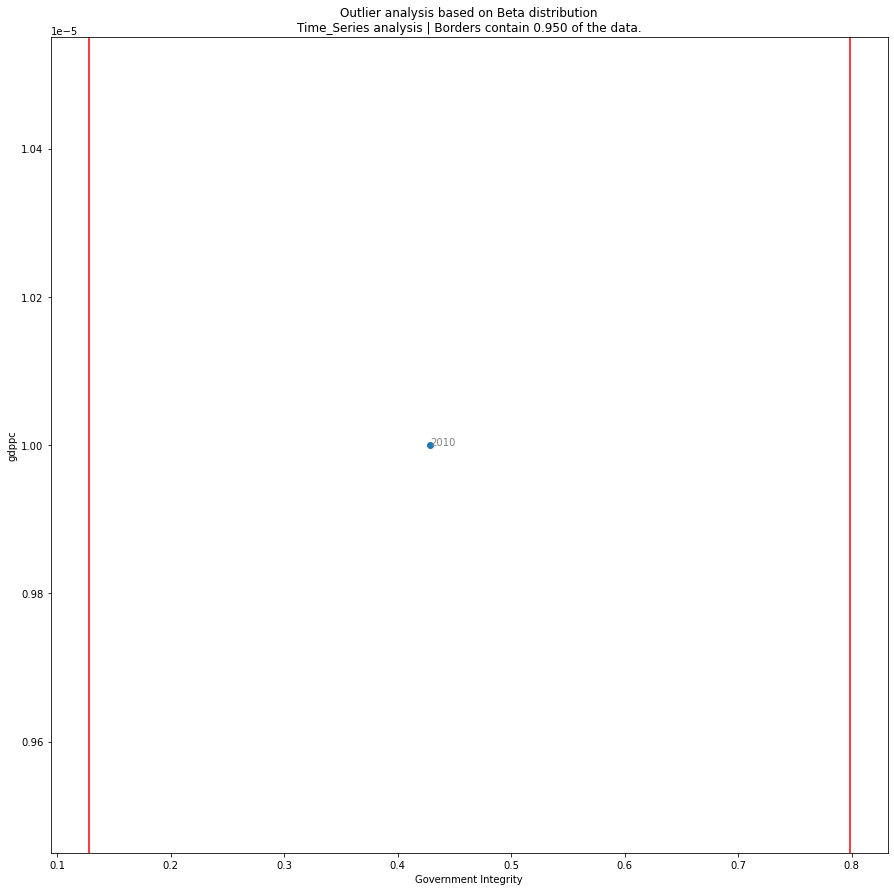 Outlier analysis based on Beta distribution
Time_Series analysis | Borders contain 0.950 of the data.
1e−5
1.04
1.02
1.00
0.98
0.96
gdppc
2010
0.1 0.2 0.3 0.4 0.5 0.6 0.7 0.8
Government Integrity